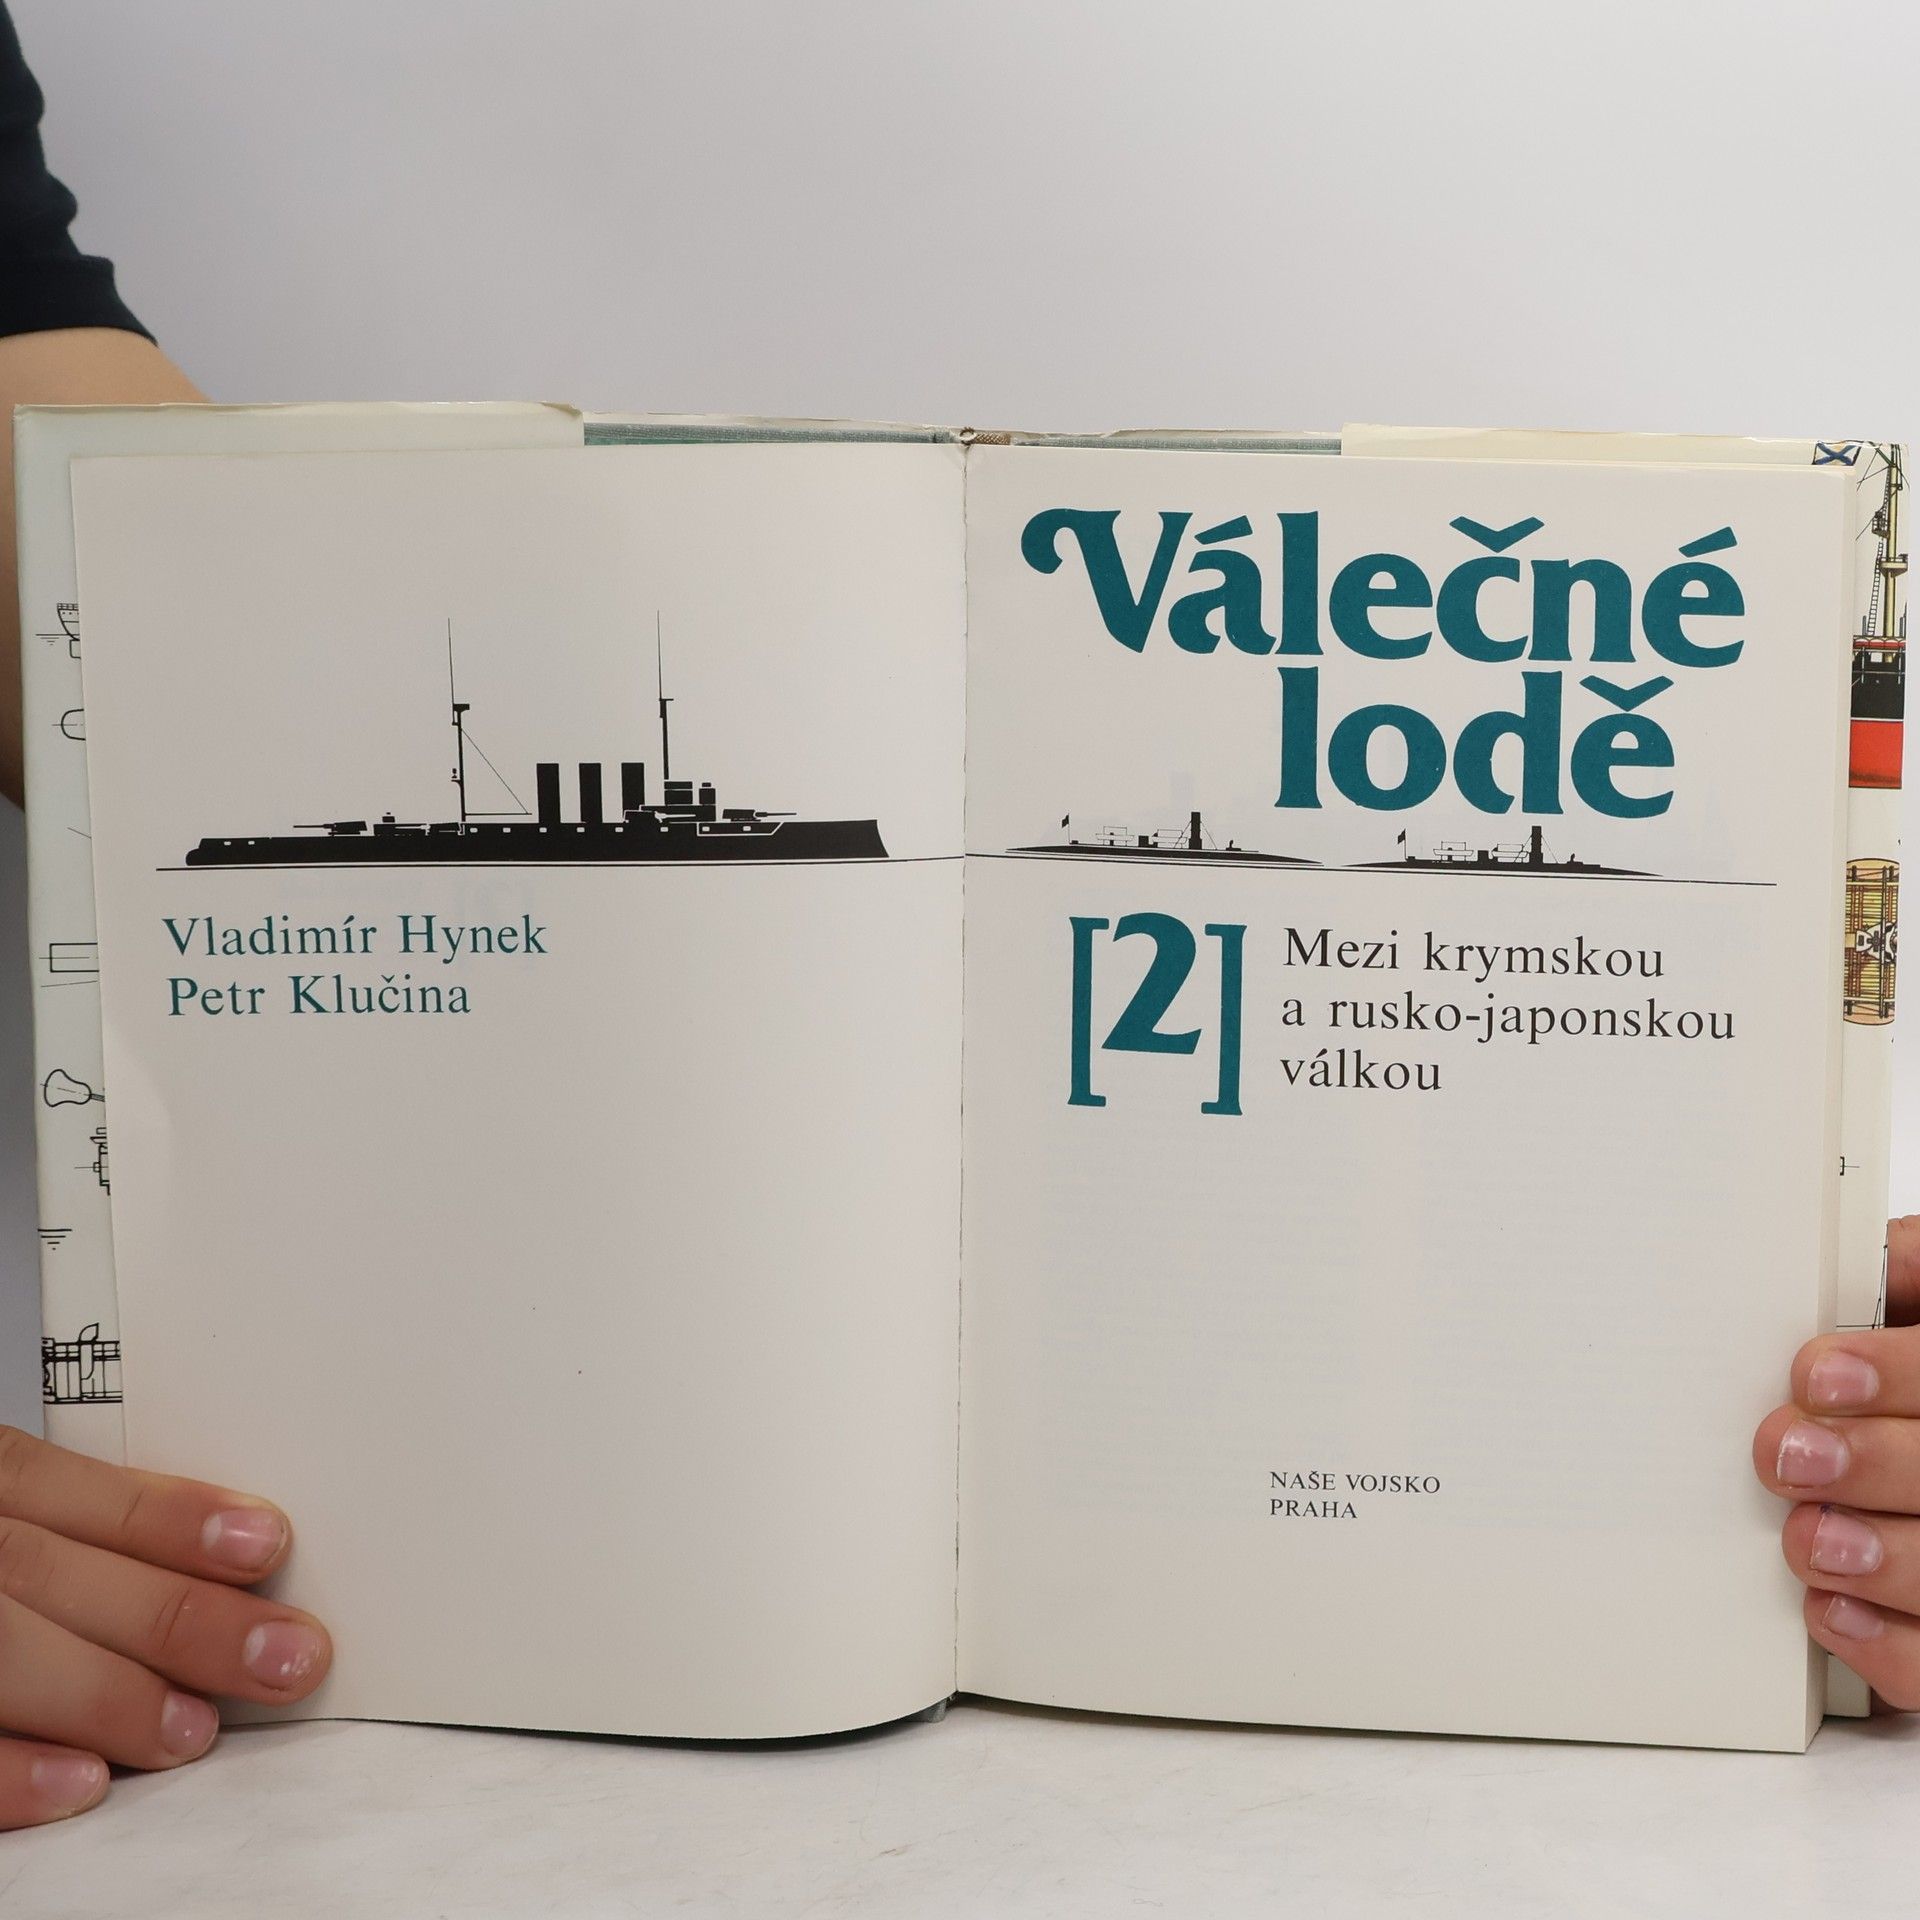 Vladimír Hynek
Petr Klučina
Válečné
lodě
[2]
Mezi krymskou
a rusko-japonskou
válkou
NAŠE VOJSKO
PRAHA